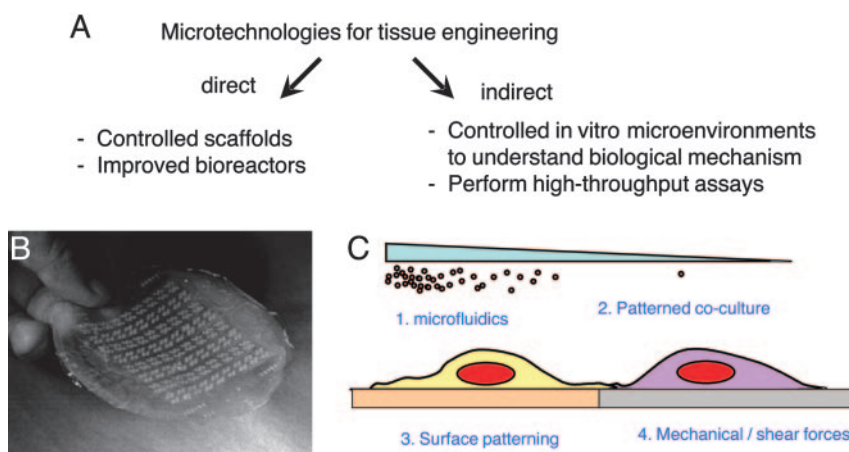 A
Microtechnologies for tissue engineering
direct
indirect
- Controlled scaffolds
- Improved bioreactors
- Controlled in vitro microenvironments
to understand biological mechanism
- Perform high-throughput assays
B
C
1. microfluidics
2. Patterned co-culture
3. Surface patterning
4. Mechanical / shear forces